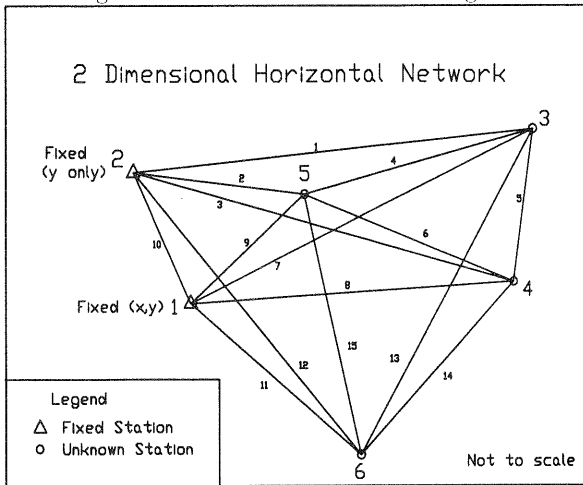 2 Dimensional Horizontal Network
3
1
Fixed
(y only)
2
4
5
2
3
5
6
10
9
7
8
4
Fixed (x,y) 1
15
13
12
14
11
Legend
Fixed Station
Unknown Station
6
Not to scale